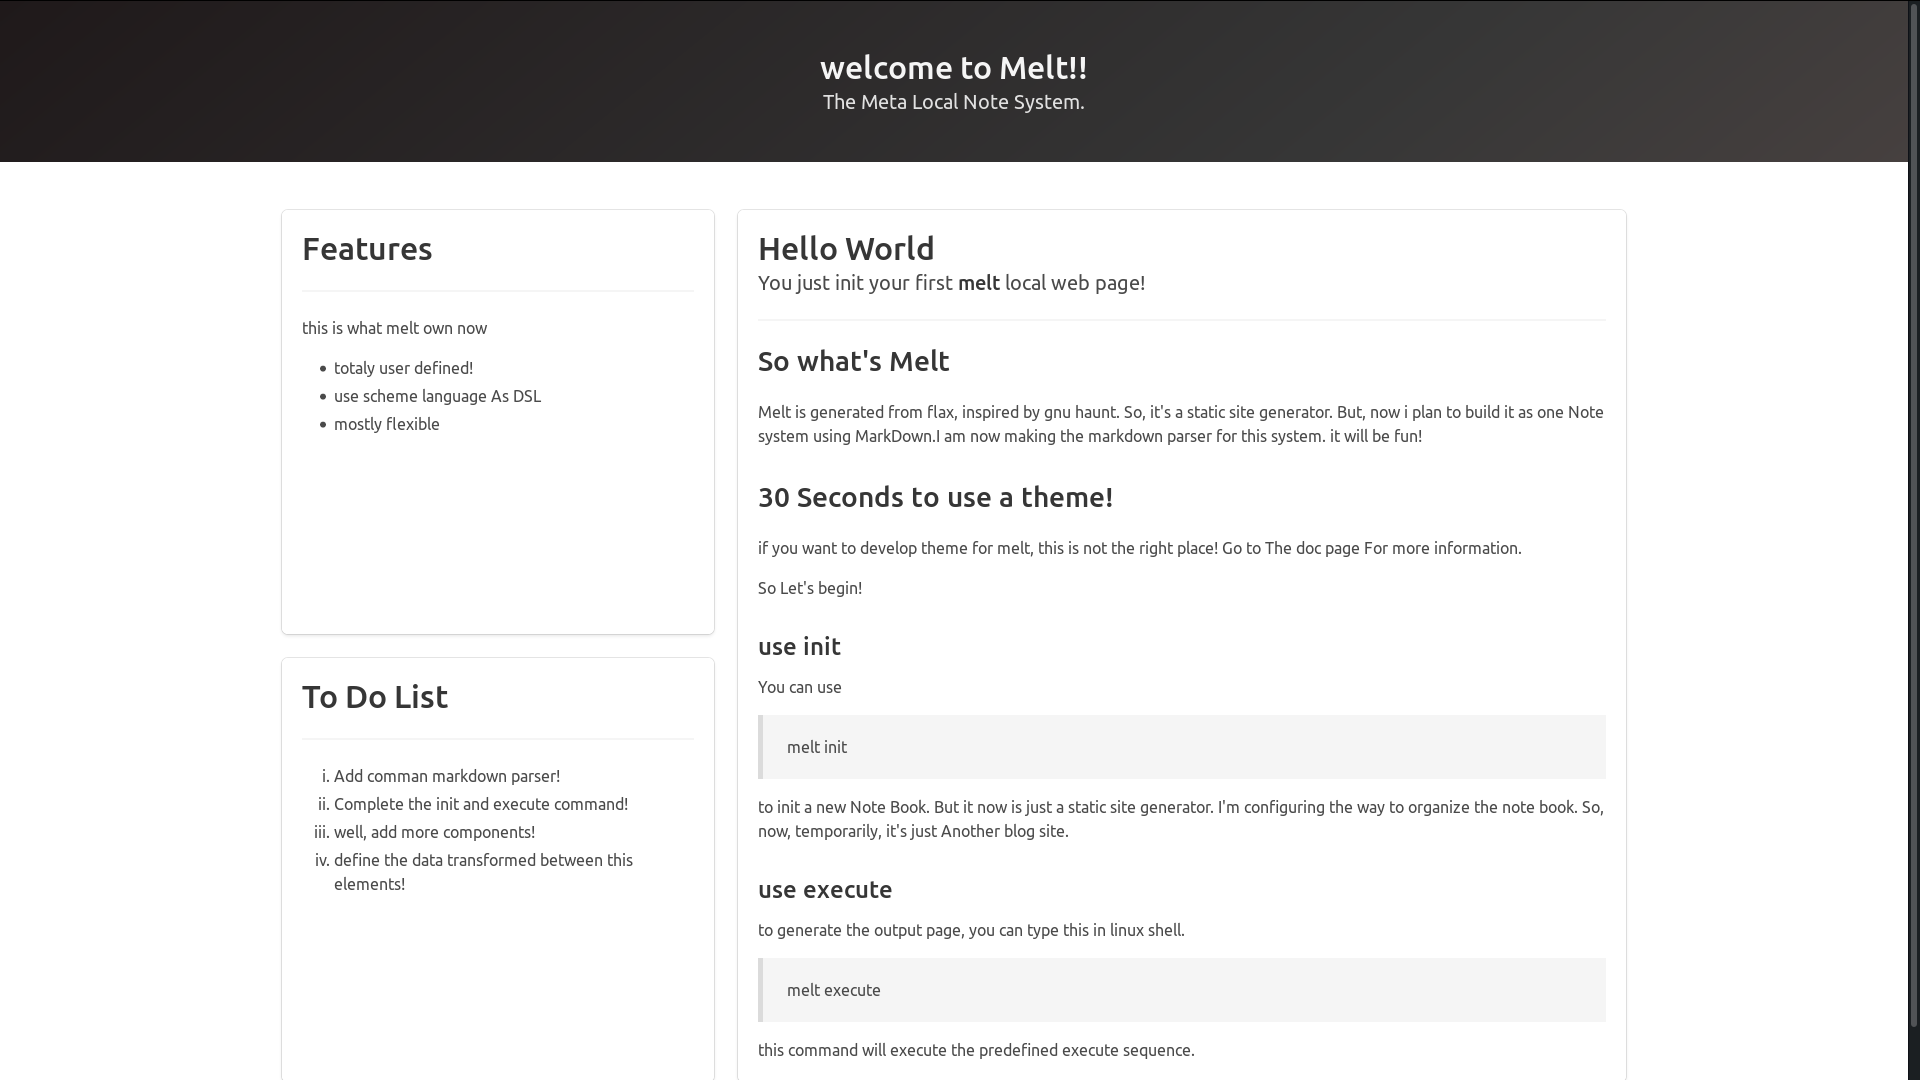 welcome to Melt!!
The Meta Local Note System.
Features
this is what melt own now
• totaly user defined!
• use scheme language As DSL
• mostly flexible
To Do List
i. Add comman markdown parser!
ii. Complete the init and execute command!
iii. well, add more components!
iv. define the data transformed between this
elements!
Hello World
You just init your first melt local web page!
So what's Melt
Melt is generated from flax, inspired by gnu haunt. So, it's a static site generator. But, now i plan to build it as one Note
system using MarkDown.I am now making the markdown parser for this system. it will be fun!
30 Seconds to use a theme!
if you want to develop theme for melt, this is not the right place! Go to The doc page For more information.
So Let's begin!
use init
You can use
melt init
to init a new Note Book. But it now is just a static site generator. I'm configuring the way to organize the note book. So,
now, temporarily, it's just Another blog site.
use execute
to generate the output page, you can type this in linux shell.
melt execute
this command will execute the predefined execute sequence.